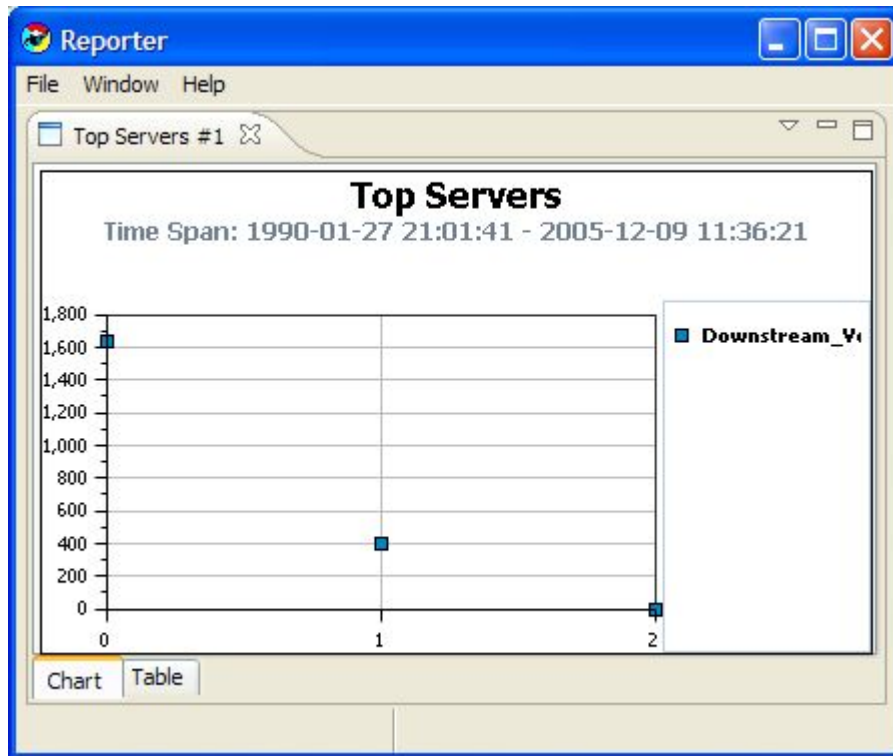 Reporter
File Window Help
Top Servers #1
Top Servers
Time Span: 1990-01-27 21:01:41 - 2005-12-09 11:36:21
1,800
1,600
1,400
1,200
1,000
800
600
400
200
0
0 1 2
Downstream_V
Chart Table